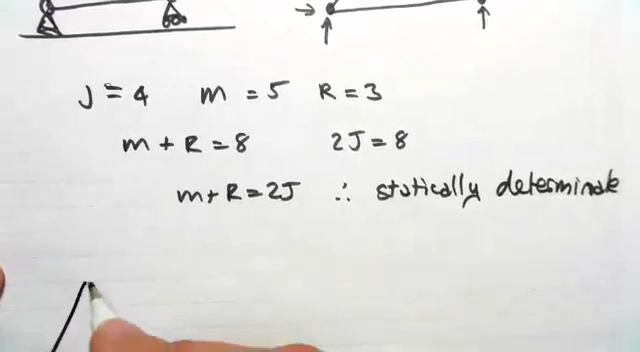 J = 4 m = 5 R = 3
m + R = 8 2J = 8
m + R = 2J ∴ statically determinate